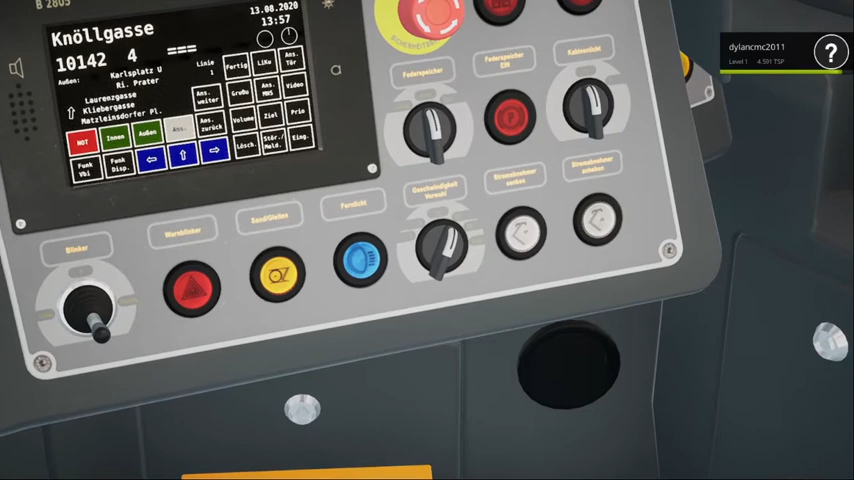 B 2805
13.08.2020
13:57
Knöllgasse
10142 4 ===
Linie
1
Außen:
Karlsplatz U
Ri. Prater
Laurenzgasse
Kliebergasse
Matzleinsdorfer Pl.
Fertig
LiKu
Ans. Tür
Ans. weiter
GruBu
Ans. MNS
Video
NOT
Innen
Außen
Ans.
Ans. zurück
Volume
Ziel
Prio
Funk Vbi
Funk Disp.
Lösch.
Stör./ Meld.
Eing.
Federspeicher
Federspeicher
EIN
Kabinenlicht
P
Blinker
Warnblinker
Sand/Gleiten
Fernlicht
Geschwindigkeit
Vorwahl
Stromabnehmer
senken
Stromabnehmer
anheben
dylancmc2011
Level 1 4.591 TSP
?